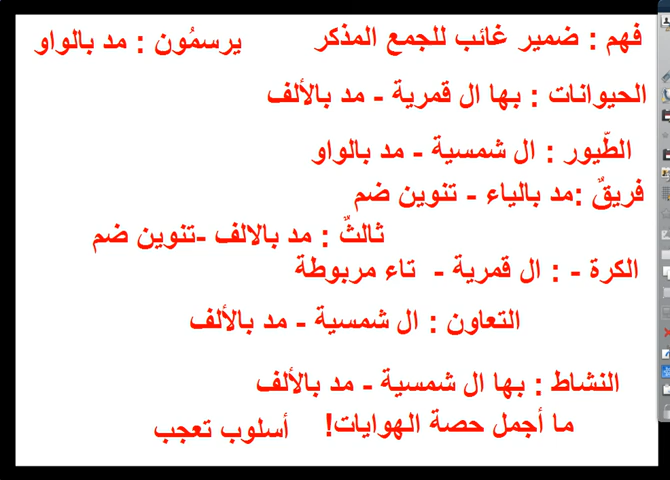 فهم : ضمير غائب للجمع المذكر يرسمُون : مد بالواو
الحيوانات : بها ال قمرية - مد بالألف
الطّيور : ال شمسية - مد بالواو
فريقٌ :مد بالياء - تنوين ضم
ثالثٌ : مد بالالف -تنوين ضم
الكرة - : ال قمرية - تاء مربوطة
التعاون : ال شمسية - مد بالألف
النشاط : بها ال شمسية - مد بالألف
ما أجمل حصة الهوايات! أسلوب تعجب